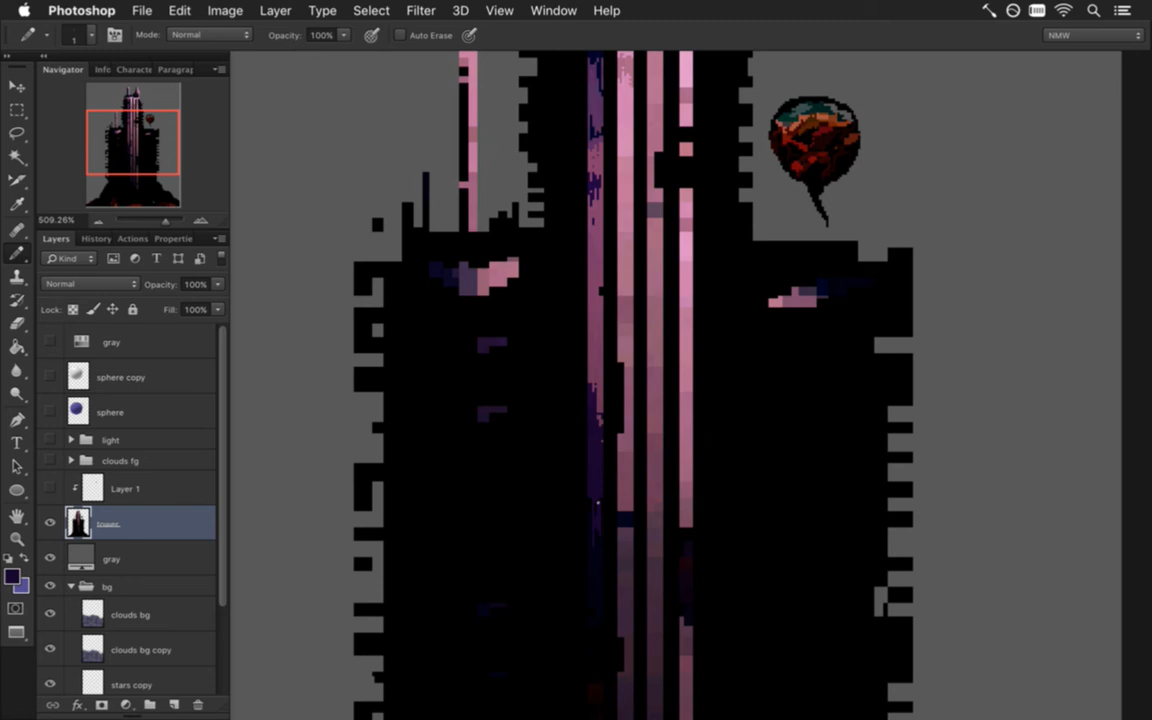 Photoshop File Edit Image Layer Type Select Filter 3D View Window Help
1 Mode: Normal Opacity: 100% Auto Erase NMW
Navigator Info Characte Paragra
509.26%
Layers History Actions Propertie
Kind
Normal Opacity: 100%
Lock: Fill: 100%
gray
sphere copy
sphere
light
clouds fg
Layer 1
gray
bg
clouds bg
clouds bg copy
stars copy